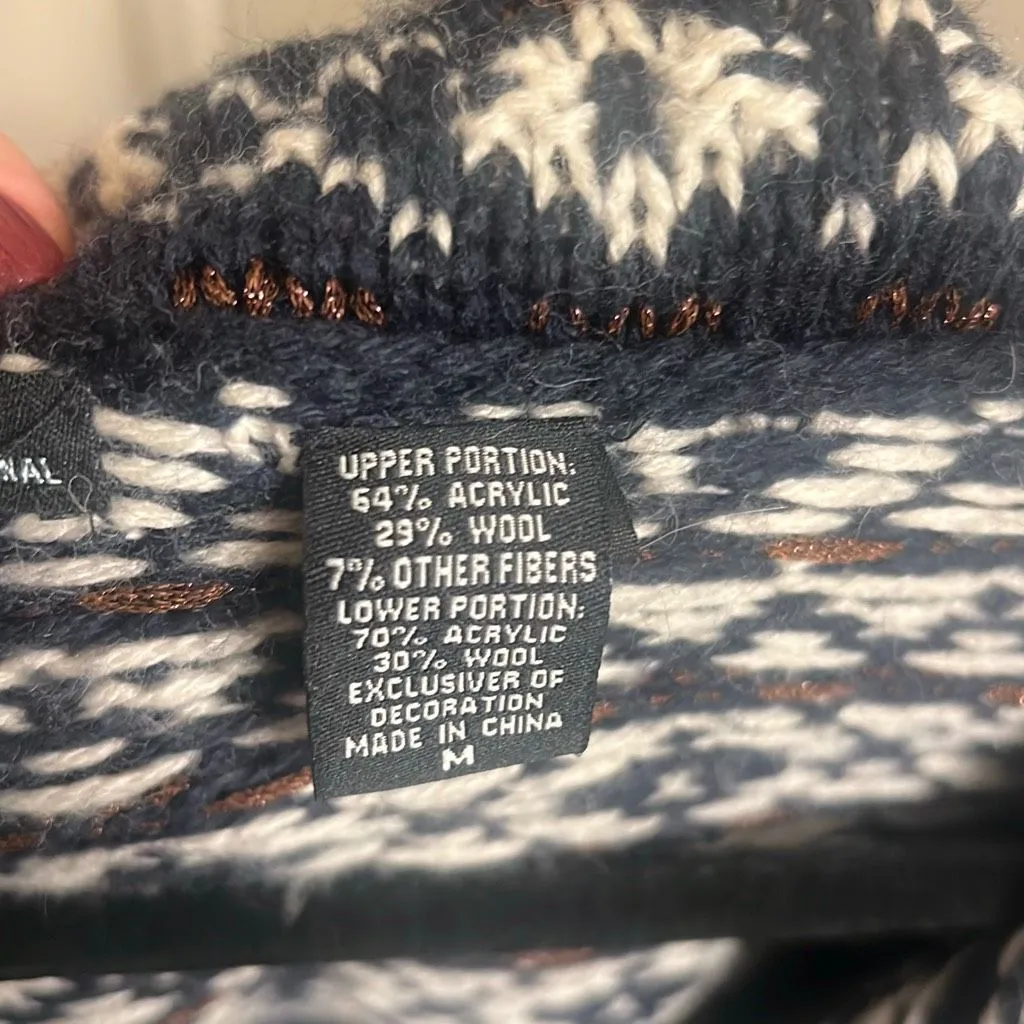 UPPER PORTION:
64% ACRYLIC
29% WOOL
7% OTHER FIBERS
LOWER PORTION:
70% ACRYLIC
30% WOOL
EXCLUSIVER OF
DECORATION
MADE IN CHINA
M